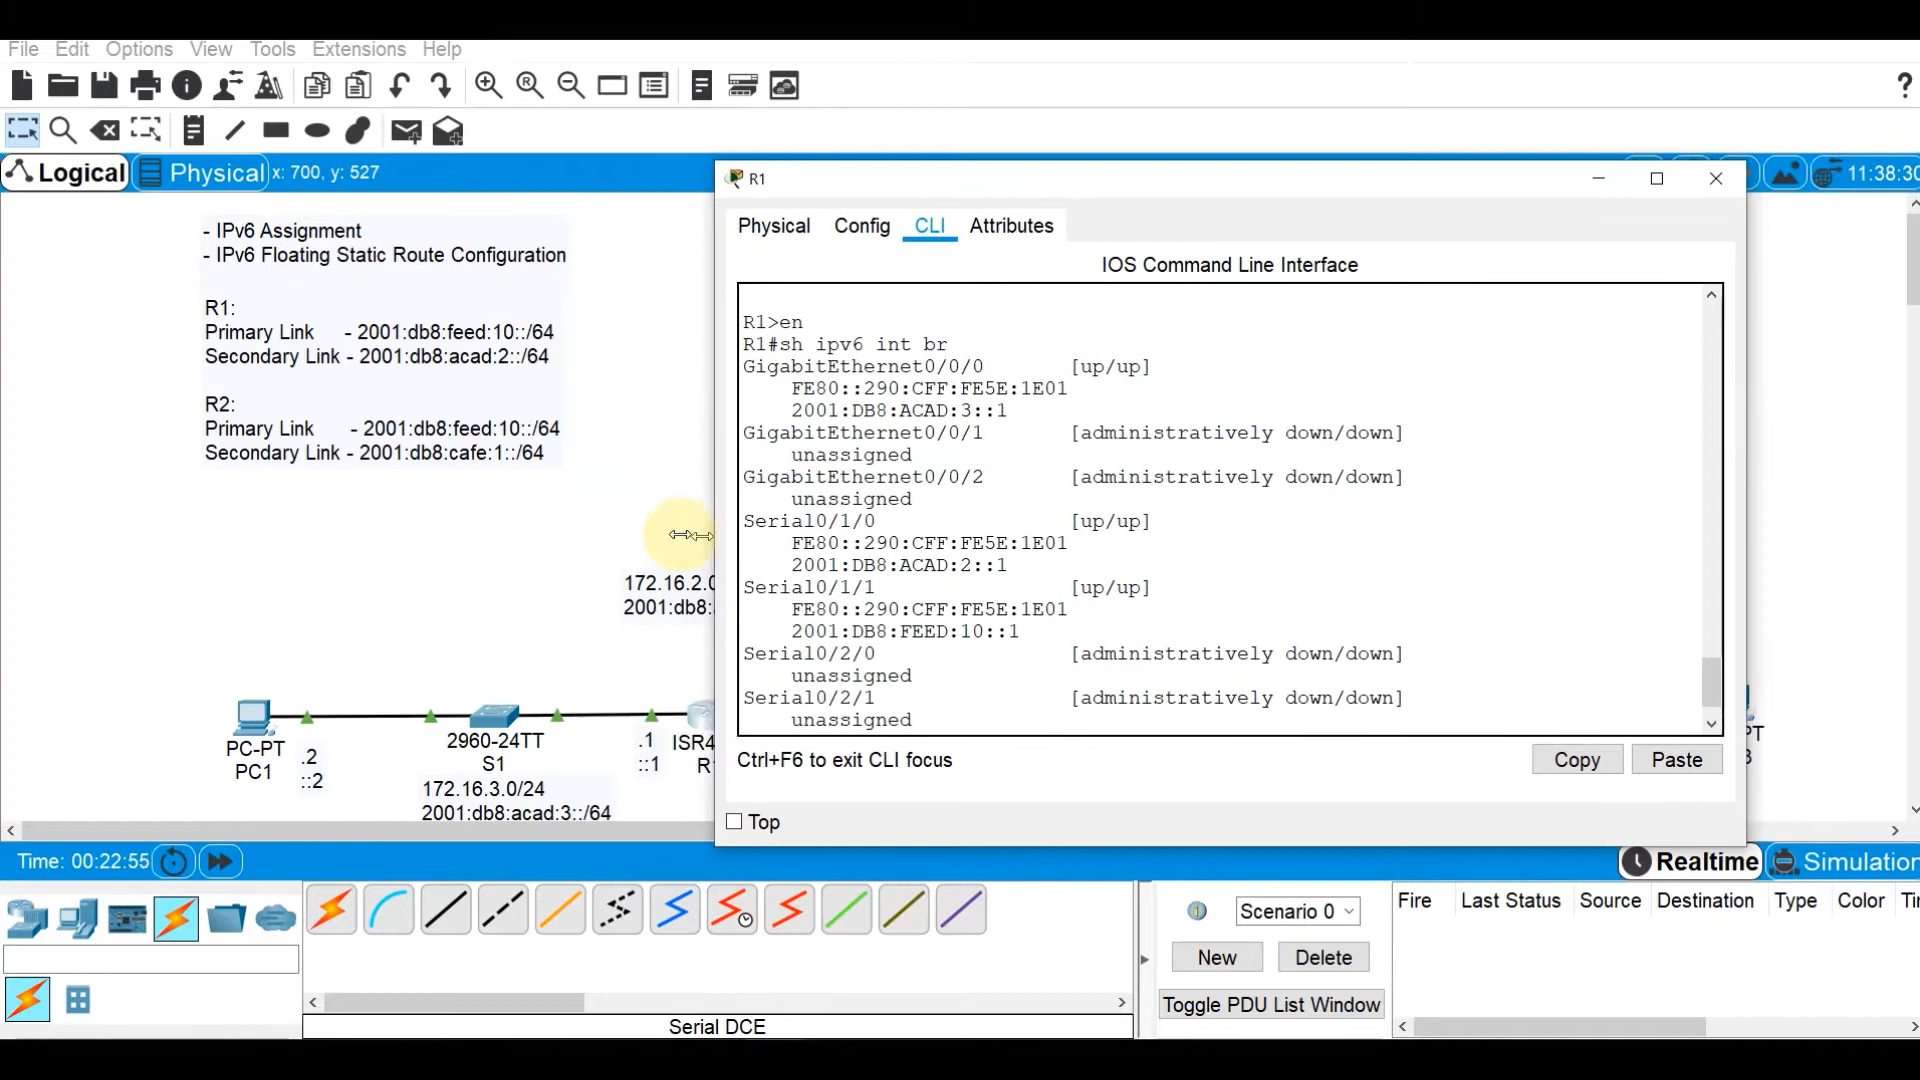 File Edit Options View Tools Extensions Help
Logical
Physical
x: 700, y: 527
11:38:30
- IPv6 Assignment
- IPv6 Floating Static Route Configuration
R1:
Primary Link - 2001:db8:feed:10::/64
Secondary Link - 2001:db8:acad:2::/64
R2:
Primary Link - 2001:db8:feed:10::/64
Secondary Link - 2001:db8:cafe:1::/64
172.16.2.0
2001:db8:
PC-PT
PC1
.2
::2
2960-24TT
S1
172.16.3.0/24
2001:db8:acad:3::/64
.1
::1
ISR4
R1
R1
Physical Config CLI Attributes
IOS Command Line Interface
R1>en
R1#sh ipv6 int br
GigabitEthernet0/0/0 [up/up]
FE80::290:CFF:FE5E:1E01
2001:DB8:ACAD:3::1
GigabitEthernet0/0/1 [administratively down/down]
unassigned
GigabitEthernet0/0/2 [administratively down/down]
unassigned
Serial0/1/0 [up/up]
FE80::290:CFF:FE5E:1E01
2001:DB8:ACAD:2::1
Serial0/1/1 [up/up]
FE80::290:CFF:FE5E:1E01
2001:DB8:FEED:10::1
Serial0/2/0 [administratively down/down]
unassigned
Serial0/2/1 [administratively down/down]
unassigned
Ctrl+F6 to exit CLI focus
Copy
Paste
Top
PT
3
Time: 00:22:55
Realtime
Simulation
Scenario 0
New
Delete
Toggle PDU List Window
Fire Last Status Source Destination Type Color
Serial DCE